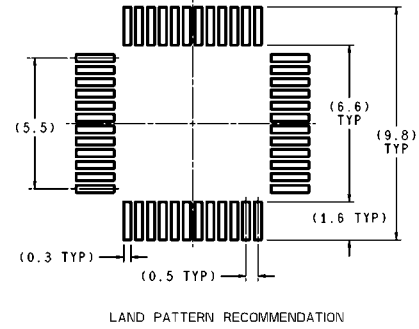 (5.5)
(6.6)
TYP
(9.8)
TYP
(1.6 TYP)
(0.3 TYP)
(0.5 TYP)
LAND PATTERN RECOMMENDATION